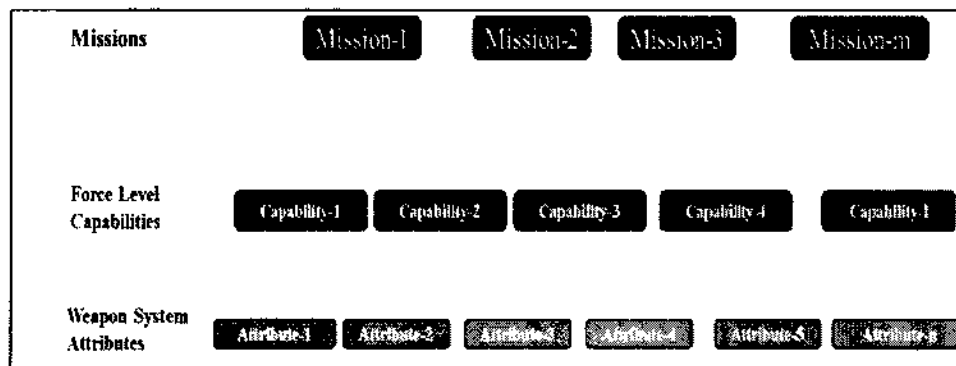 Missions Mission-1 Mission-2 Mission-3 Mission-m
Force Level
Capabilities
Capability-1 Capability-2 Capability-3 Capability-4 Capability-l
Weapon System
Attributes
Attribute-1 Attribute-2 Attribute-3 Attribute-4 Attribute-5 Attribute-n